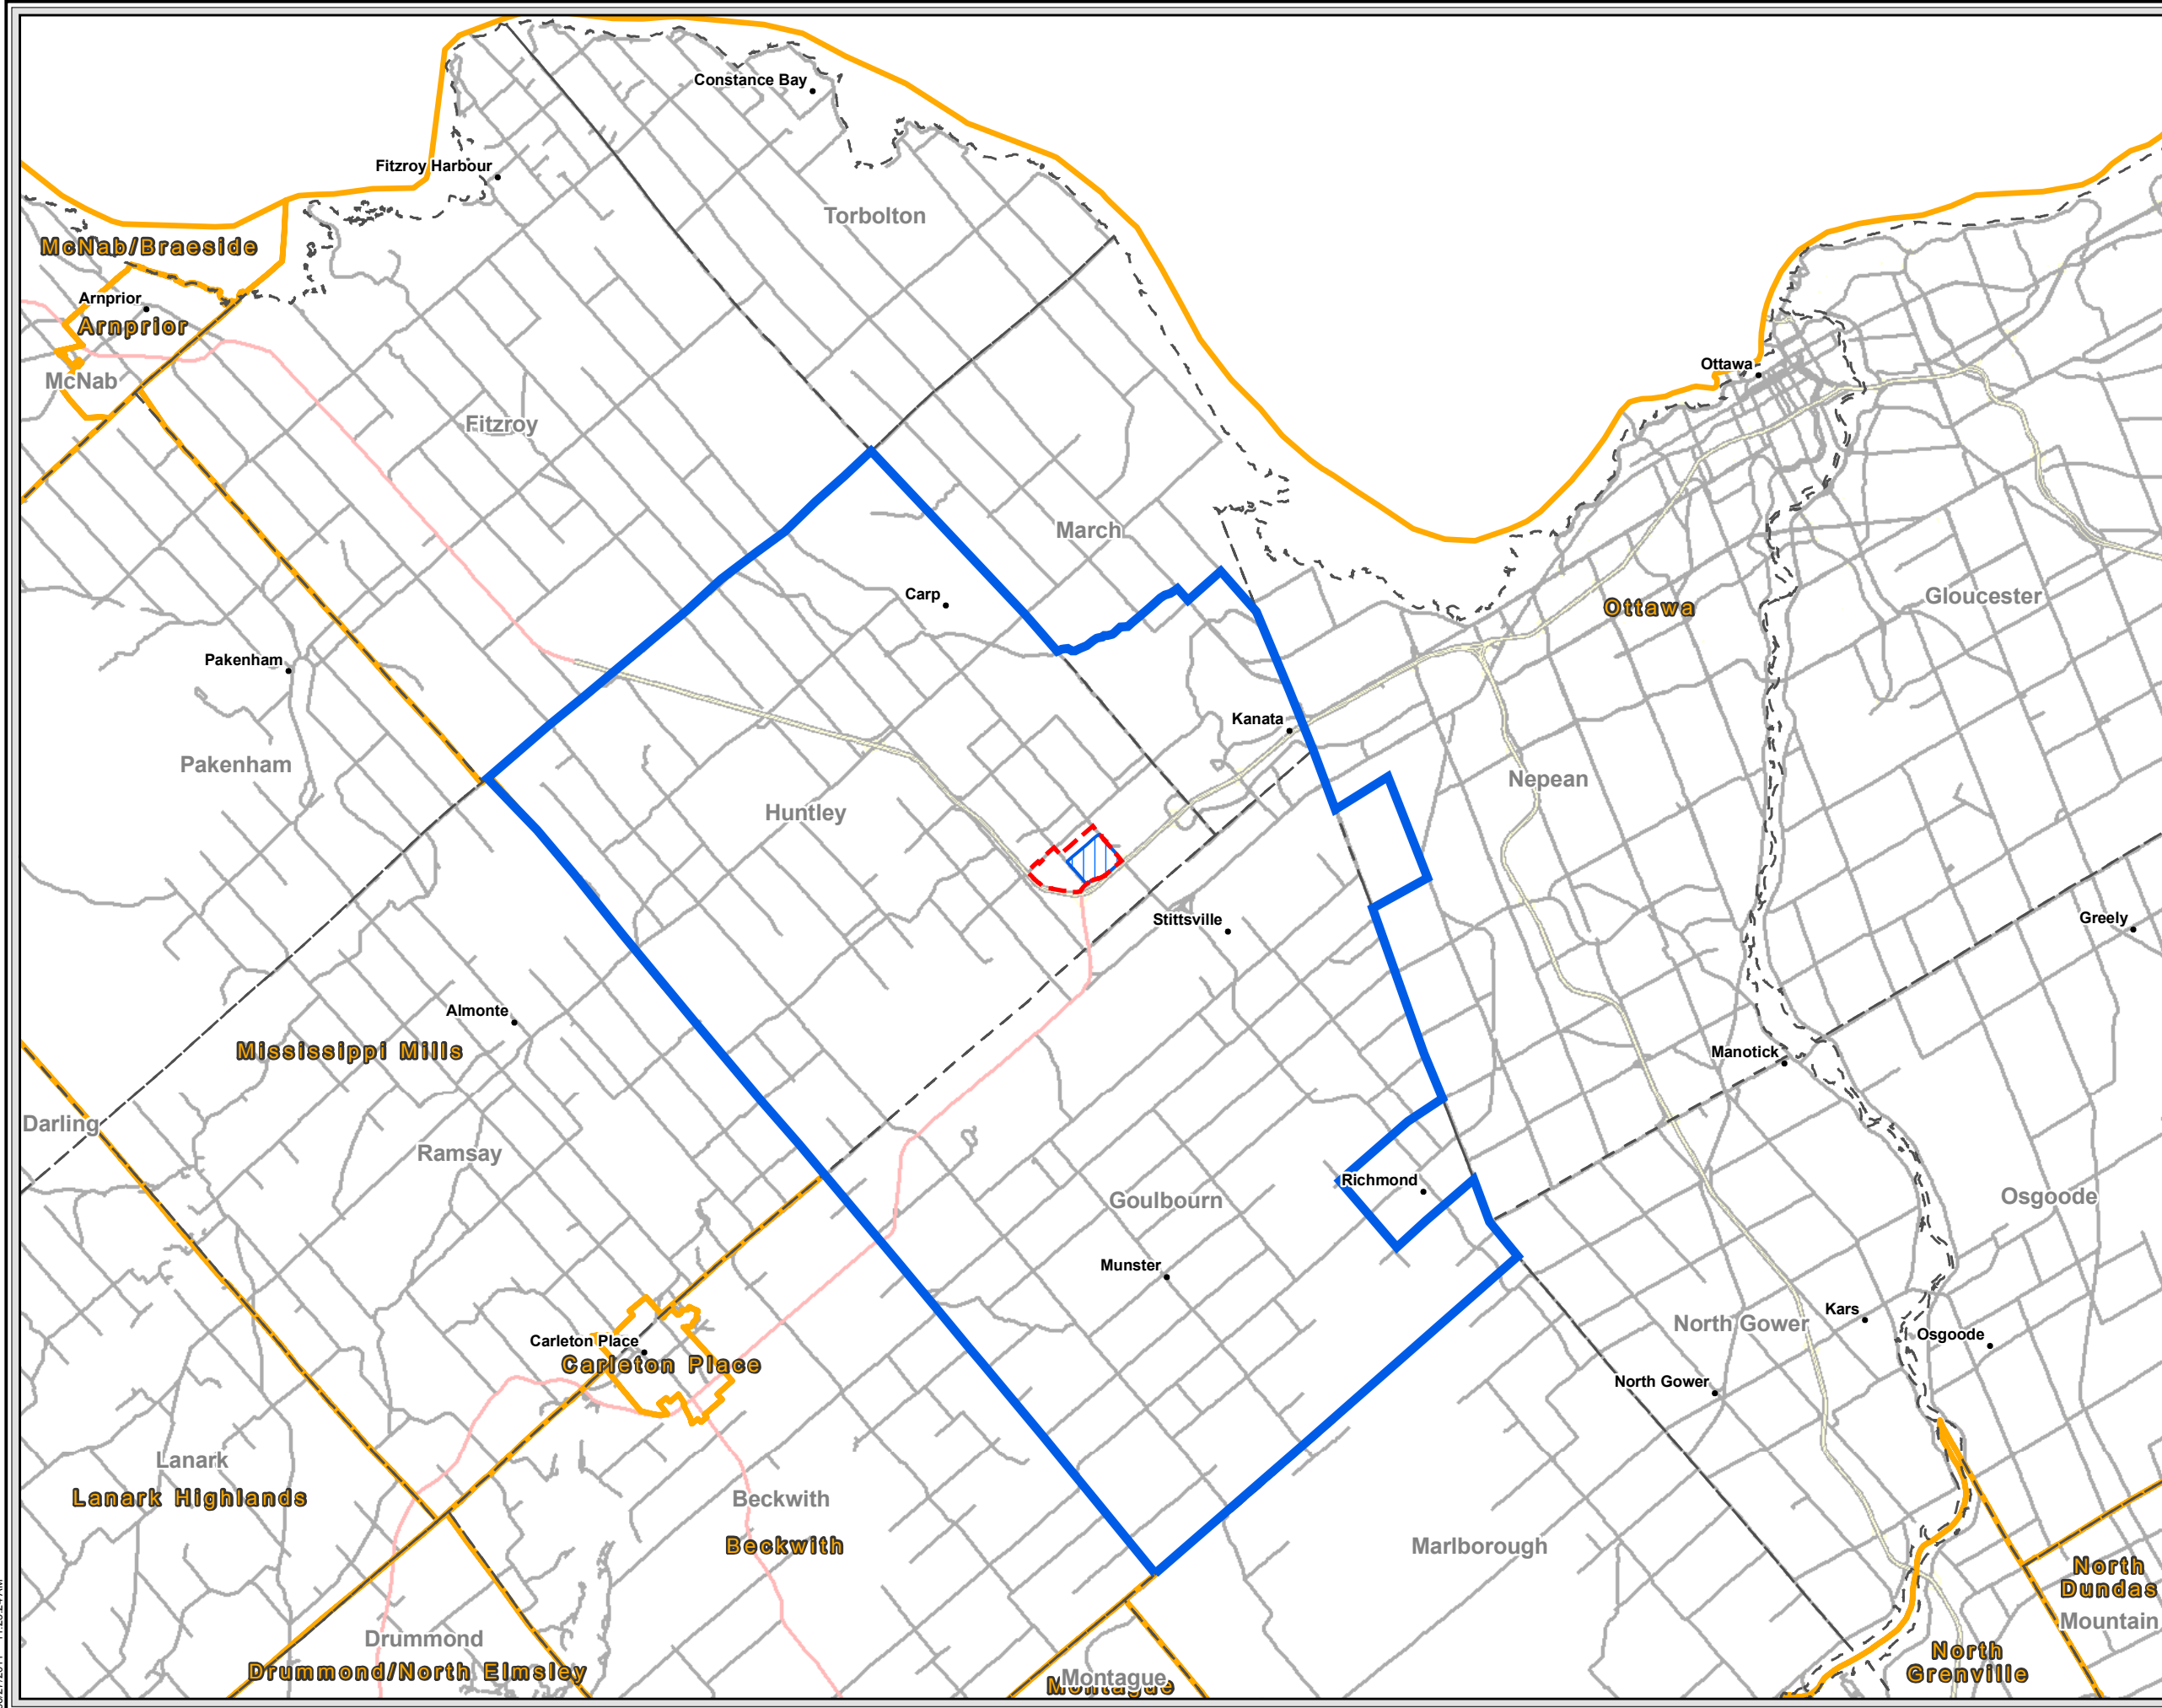 Constance Bay
Fitzroy Harbour
Torbolton
McNab/Braeside
Arnprior
Arnprior
McNab
Ottawa
Fitzroy
March
Carp
Gloucester
Ottawa
Pakenham
Kanata
Pakenham
Nepean
Huntley
Stittsville
Greely
Almonte
Mississippi Mills
Manotick
Darling
Ramsay
Richmond
Goulbourn
Osgoode
Munster
Kars
North Gower
Osgoode
Carleton Place
Carleton Place
North Gower
Lanark
Lanark Highlands
Beckwith
Beckwith
Marlborough
North
Dundas
Mountain
Drummond
Drummond/North Elmsley
North
Grenville
Montague
Montague